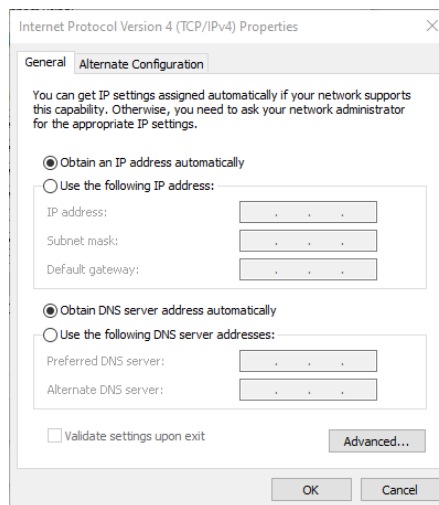 Internet Protocol Version 4 (TCP/IPv4) Properties
General
Alternate Configuration
You can get IP settings assigned automatically if your network supports
this capability. Otherwise, you need to ask your network administrator
for the appropriate IP settings.
Obtain an IP address automatically
Use the following IP address:
IP address:
Subnet mask:
Default gateway:
Obtain DNS server address automatically
Use the following DNS server addresses:
Preferred DNS server:
Alternate DNS server:
Validate settings upon exit
Advanced...
OK
Cancel